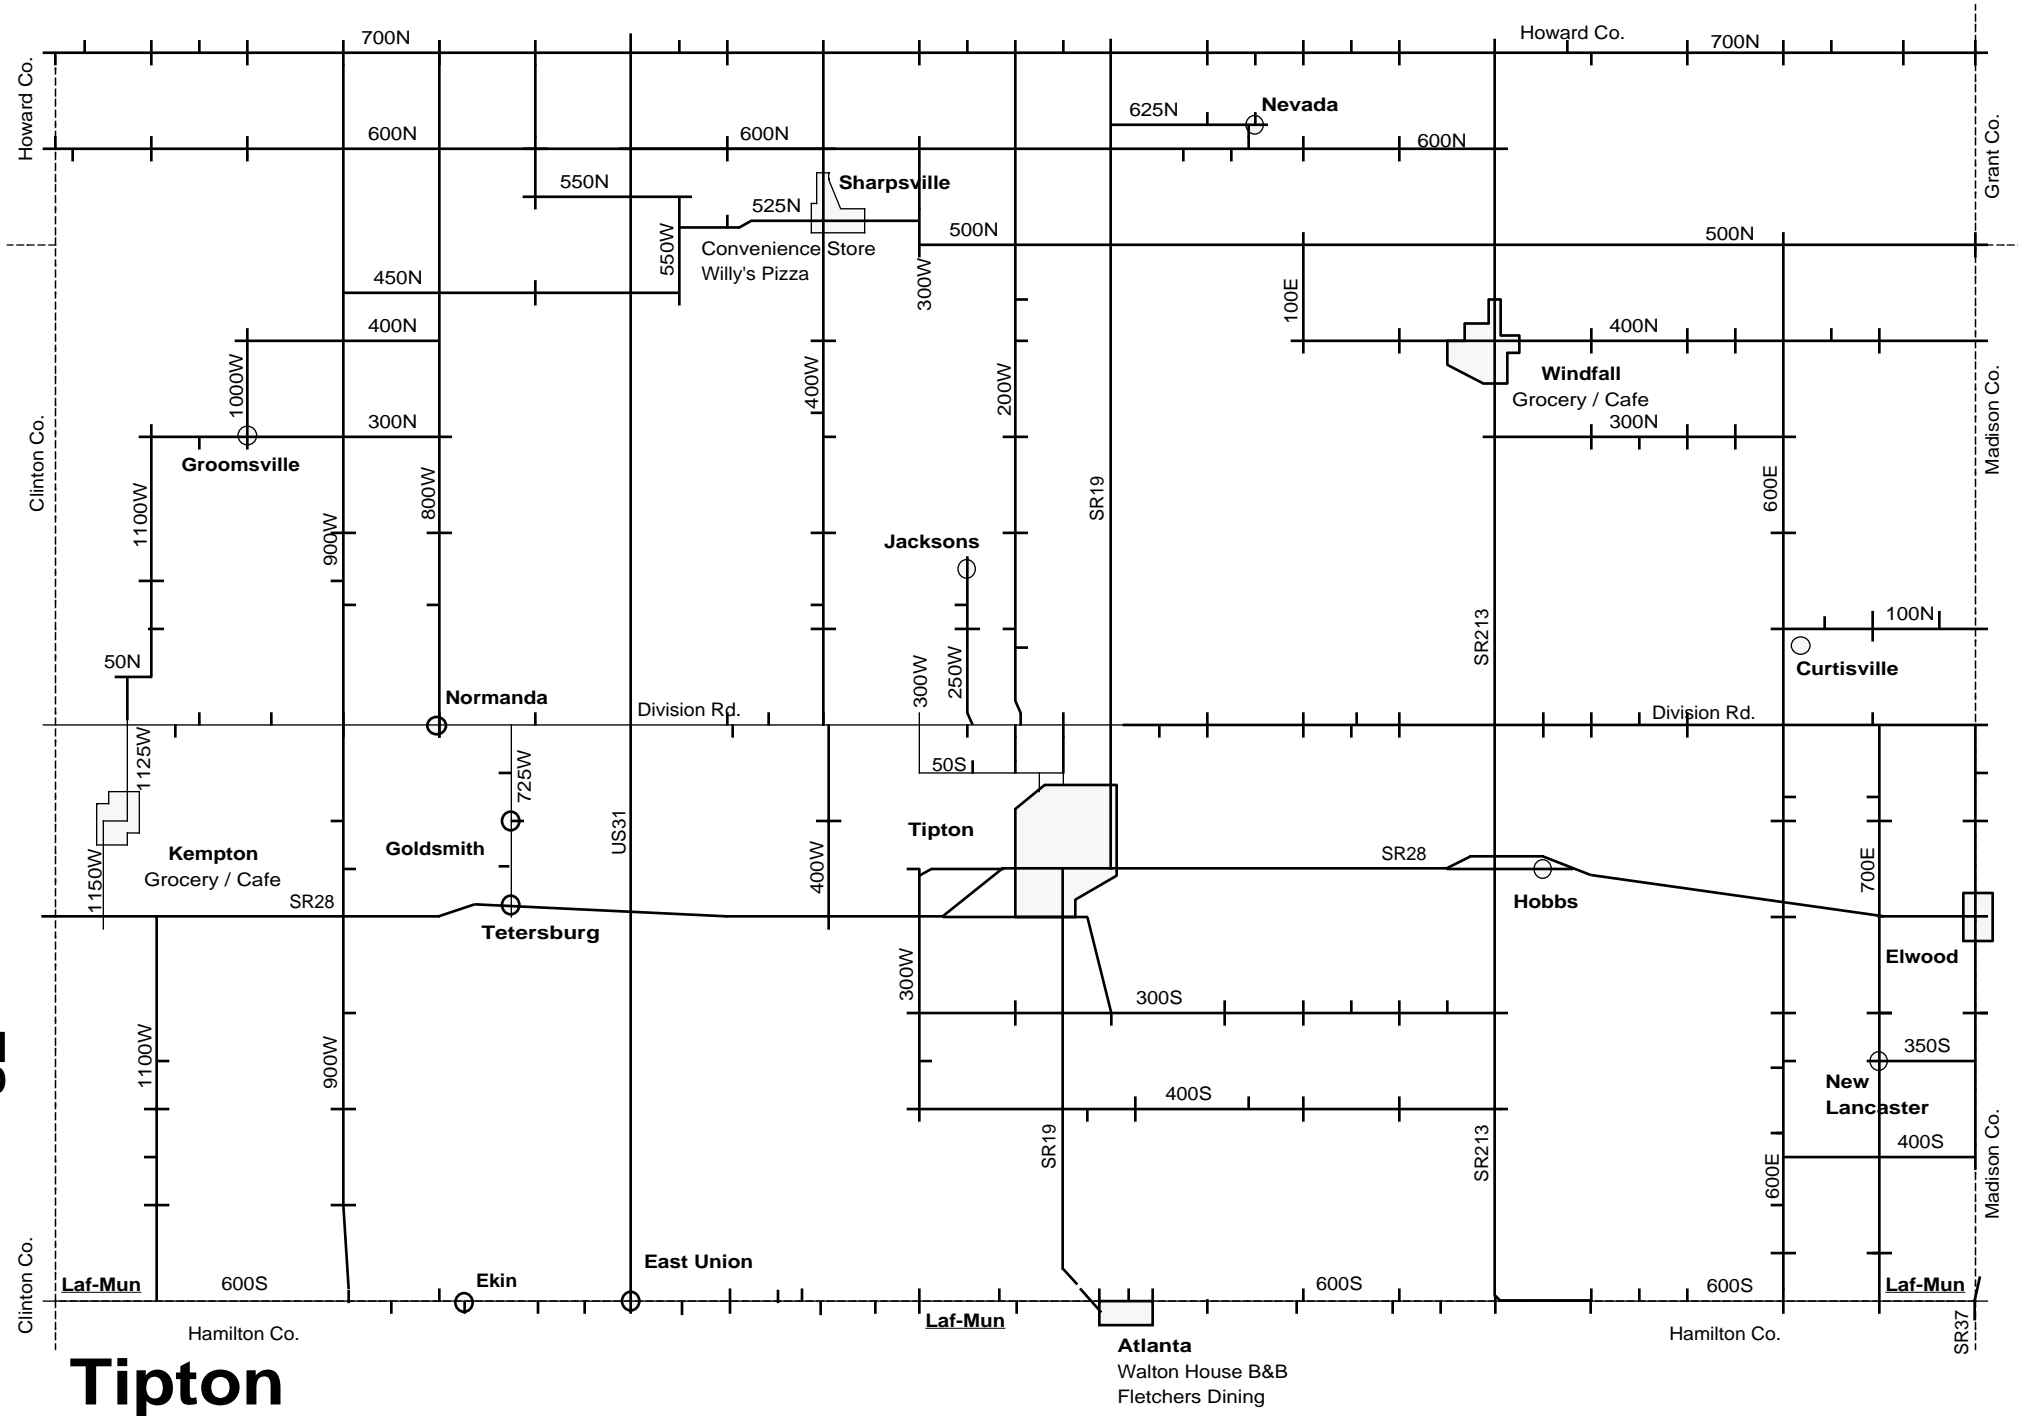 Howard Co.
700N
700N
Howard Co.
Grant Co.
625N
Nevada
600N
600N
600N
550N
Sharpsville
525N
500N
500N
550W
Convenience Store
Willy's Pizza
450N
300W
100E
400N
400N
1000W
400W
200W
Windfall
Grocery / Cafe
Madison Co.
300N
300N
Clinton Co.
Groomsville
800W
SR19
600E
1100W
900W
Jacksons
SR213
100N
50N
Curtisville
300W
250W
Normanda
Division Rd.
Division Rd.
1125W
725W
50S
Tipton
US31
Goldsmith
Kempton
Grocery / Cafe
1150W
400W
SR28
700E
SR28
Hobbs
Tetersburg
Elwood
300W
300S
1100W
900W
350S
New
Lancaster
400S
SR19
SR213
400S
600E
Madison Co.
Clinton Co.
East Union
Laf-Mun
600S
Ekin
600S
600S
Laf-Mun
Laf-Mun
Hamilton Co.
Hamilton Co.
SR37
Atlanta
Walton House B&B
Fletchers Dining
Tipton